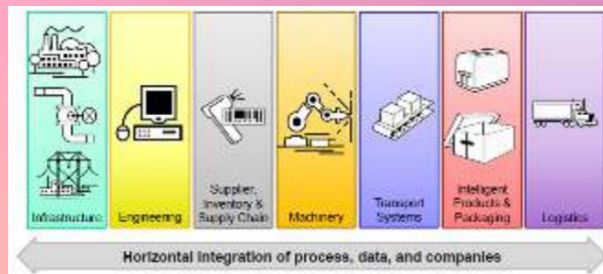 Infrastructure
Engineering
Supplier,
Inventory &
Supply Chain
Machinery
Transport
Systems
Intelligent
Products &
Packaging
Logistics
Horizontal integration of process, data, and companies